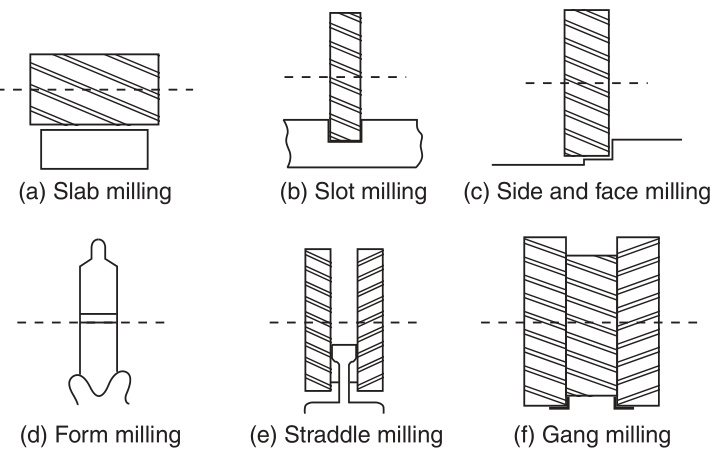 (a) Slab milling
(b) Slot milling
(c) Side and face milling
(d) Form milling
(e) Straddle milling
(f) Gang milling